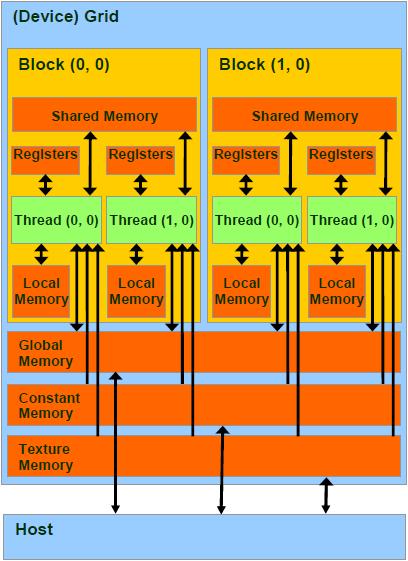 (Device) Grid
Block (0, 0)
Shared Memory
Registers
Registers
Thread (0, 0)
Thread (1, 0)
Local
Memory
Local
Memory
Block (1, 0)
Shared Memory
Registers
Registers
Thread (0, 0)
Thread (1, 0)
Local
Memory
Local
Memory
Global
Memory
Constant
Memory
Texture
Memory
Host